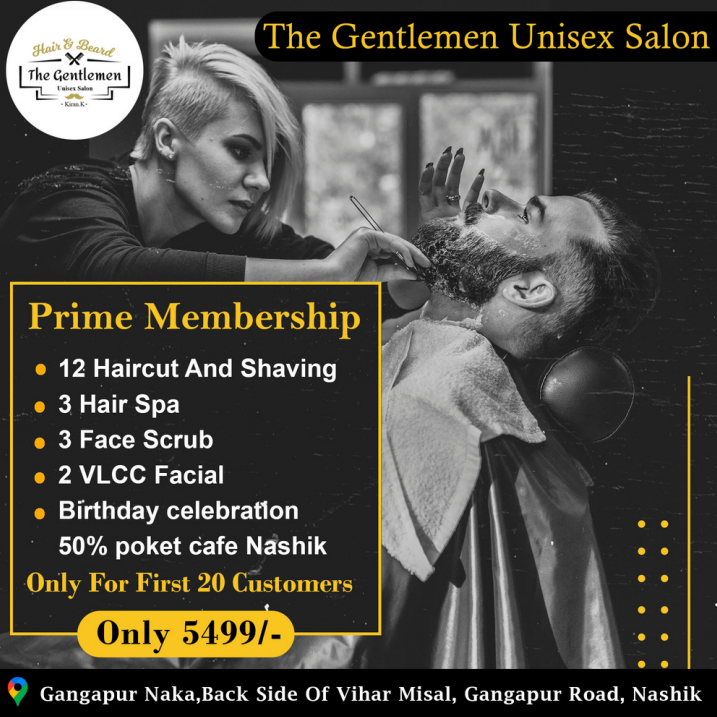 Hair & Beard
The Gentlemen
Unisex Salon
- Kiran.K -
The Gentlemen Unisex Salon
Prime Membership
12 Haircut And Shaving
3 Hair Spa
3 Face Scrub
2 VLCC Facial
Birthday celebration
50% poket cafe Nashik
Only For First 20 Customers
Only 5499/-
Gangapur Naka,Back Side Of Vihar Misal, Gangapur Road, Nashik